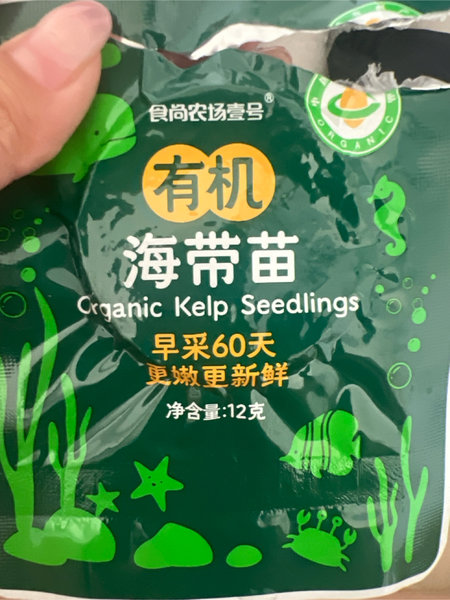 食尚农场壹号®
ORGANIC
有机
海带苗
Organic Kelp Seedlings
早采60天
更嫩更新鲜
净含量:12克